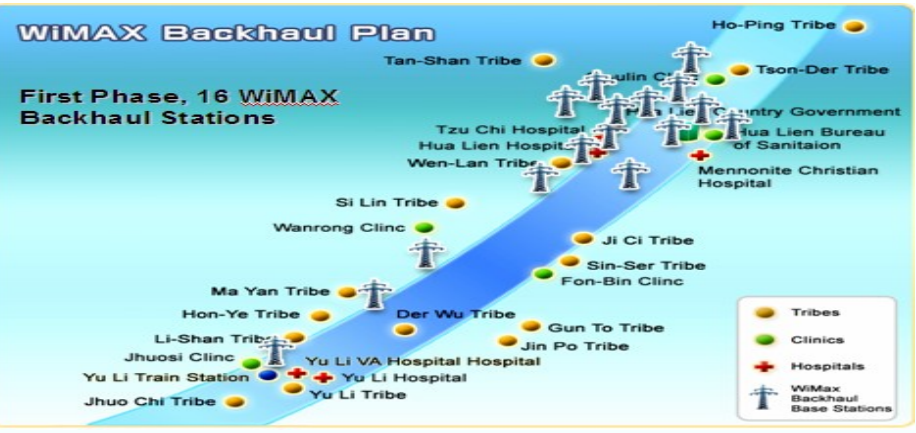 WiMAX Backhaul Plan
First Phase, 16 WiMAX
Backhaul Stations
Ho-Ping Tribe
Tan-Shan Tribe
Tson-Der Tribe
Country Government
Tzu Chi Hospital
Hua Lien Hospital
Hua Lien Bureau
of Sanitaion
Wen-Lan Tribe
Mennonite Christian
Hospital
Si Lin Tribe
Wanrong Clinc
Ji Ci Tribe
Sin-Ser Tribe
Fon-Bin Clinc
Ma Yan Tribe
Hon-Ye Tribe
Der Wu Tribe
Gun To Tribe
Li-Shan Tribe
Jin Po Tribe
Jhuosi Clinc
Yu Li VA Hospital Hospital
Yu Li Train Station
Yu Li Hospital
Yu Li Tribe
Jhuo Chi Tribe
Tribes
Clinics
Hospitals
WiMax
Backhaul
Base Stations